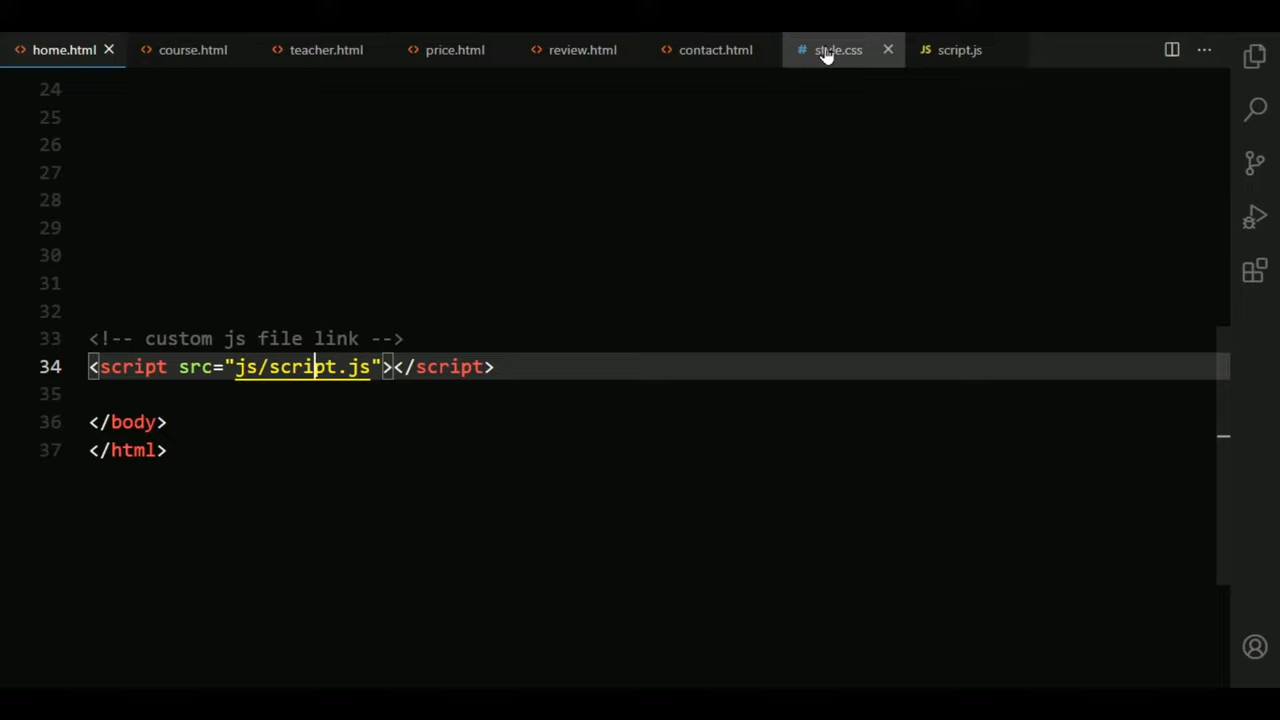 <> home.html × <> course.html <> teacher.html <> price.html <> review.html <> contact.html # style.css × JS script.js ···
24
25
26
27
28
29
30
31
32
33 <!-- custom js file link -->
34 <script src="js/script.js"></script>
35
36 </body>
37 </html>